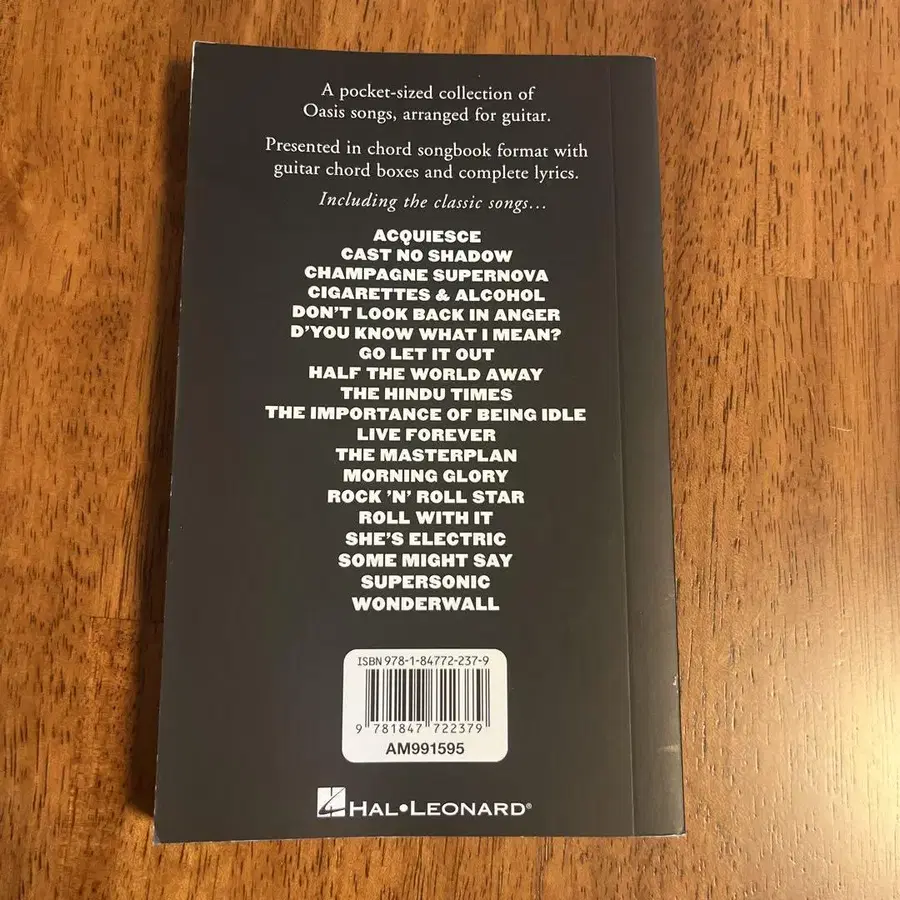 A pocket-sized collection of
Oasis songs, arranged for guitar.
Presented in chord songbook format with
guitar chord boxes and complete lyrics.
Including the classic songs...
ACQUIESCE
CAST NO SHADOW
CHAMPAGNE SUPERNOVA
CIGARETTES & ALCOHOL
DON'T LOOK BACK IN ANGER
D'YOU KNOW WHAT I MEAN?
GO LET IT OUT
HALF THE WORLD AWAY
THE HINDU TIMES
THE IMPORTANCE OF BEING IDLE
LIVE FOREVER
THE MASTERPLAN
MORNING GLORY
ROCK 'N' ROLL STAR
ROLL WITH IT
SHE'S ELECTRIC
SOME MIGHT SAY
SUPERSONIC
WONDERWALL
ISBN 978-1-84772-237-9
9 781847 722379
AM991595
HAL•LEONARD®